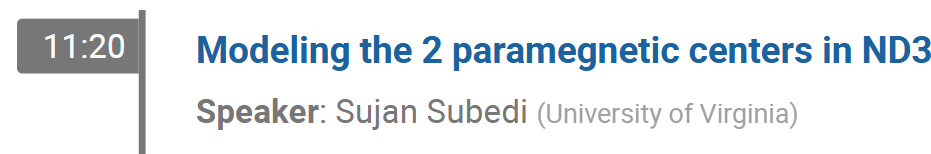 11:20
Modeling the 2 paramegnetic centers in ND3
Speaker: Sujan Subedi (University of Virginia)